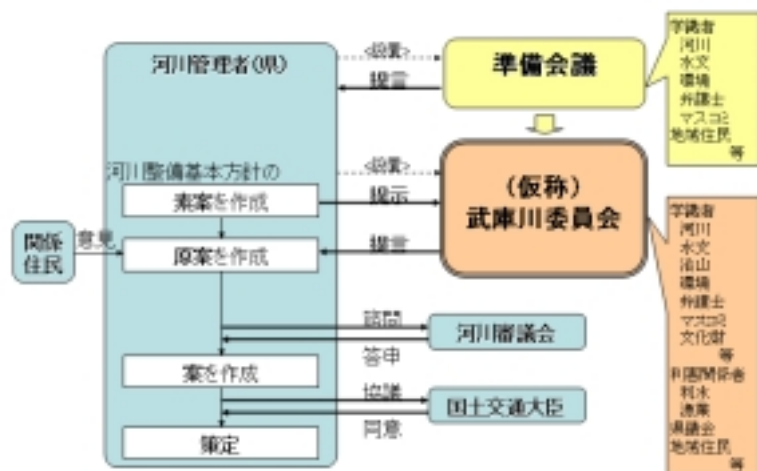 河川管理者(県)
<設置>
提言
準備会議
学識者
河川
水文
環境
弁護士
マスコミ
地域住民
等
河川整備基本方針の
素案を作成
<設置>
提示
(仮称)
武庫川委員会
関係
住民
意見
原案を作成
提言
学識者
河川
水文
治山
環境
弁護士
マスコミ
文化財
等
利害関係者
利水
漁業
県議会
地域住民
等
諮問
河川審議会
答申
案を作成
協議
国土交通大臣
同意
策定